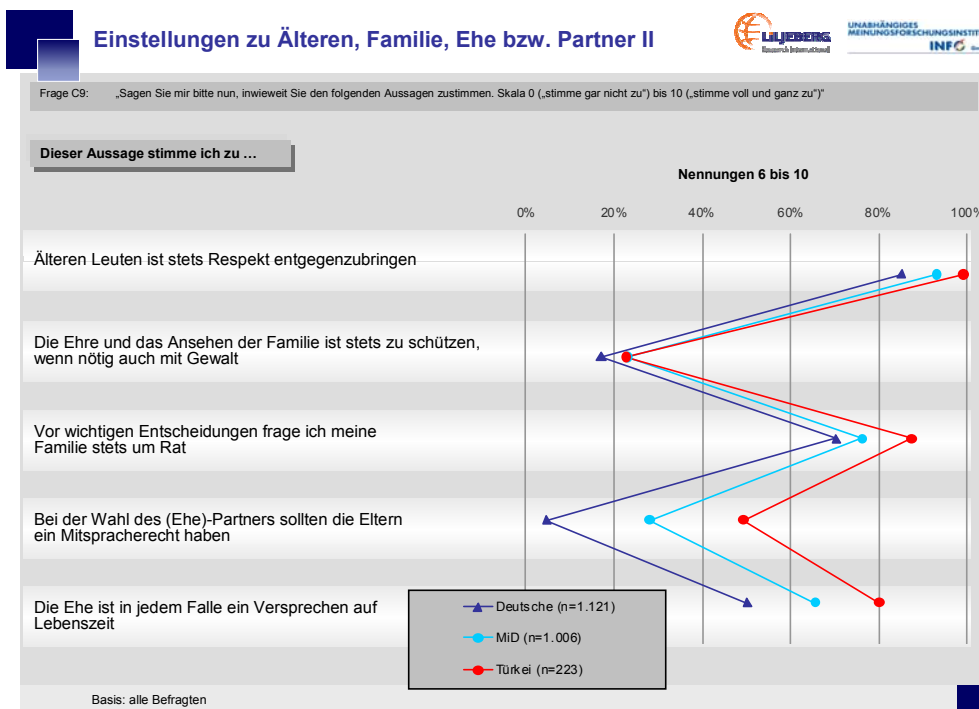 Einstellungen zu Älteren, Familie, Ehe bzw. Partner II
LILJEBERG
Research International
UNABHÄNGIGES
MEINUNGSFORSCHUNGSINSTIT
INFO
Frage C9: „Sagen Sie mir bitte nun, inwieweit Sie den folgenden Aussagen zustimmen. Skala 0 („stimme gar nicht zu“) bis 10 („stimme voll und ganz zu“)“
Dieser Aussage stimme ich zu …
Nennungen 6 bis 10
0% 20% 40% 60% 80% 100%
Älteren Leuten ist stets Respekt entgegenzubringen
Die Ehre und das Ansehen der Familie ist stets zu schützen,
wenn nötig auch mit Gewalt
Vor wichtigen Entscheidungen frage ich meine
Familie stets um Rat
Bei der Wahl des (Ehe)-Partners sollten die Eltern
ein Mitspracherecht haben
Die Ehe ist in jedem Falle ein Versprechen auf
Lebenszeit
Deutsche (n=1.121)
MiD (n=1.006)
Türkei (n=223)
Basis: alle Befragten